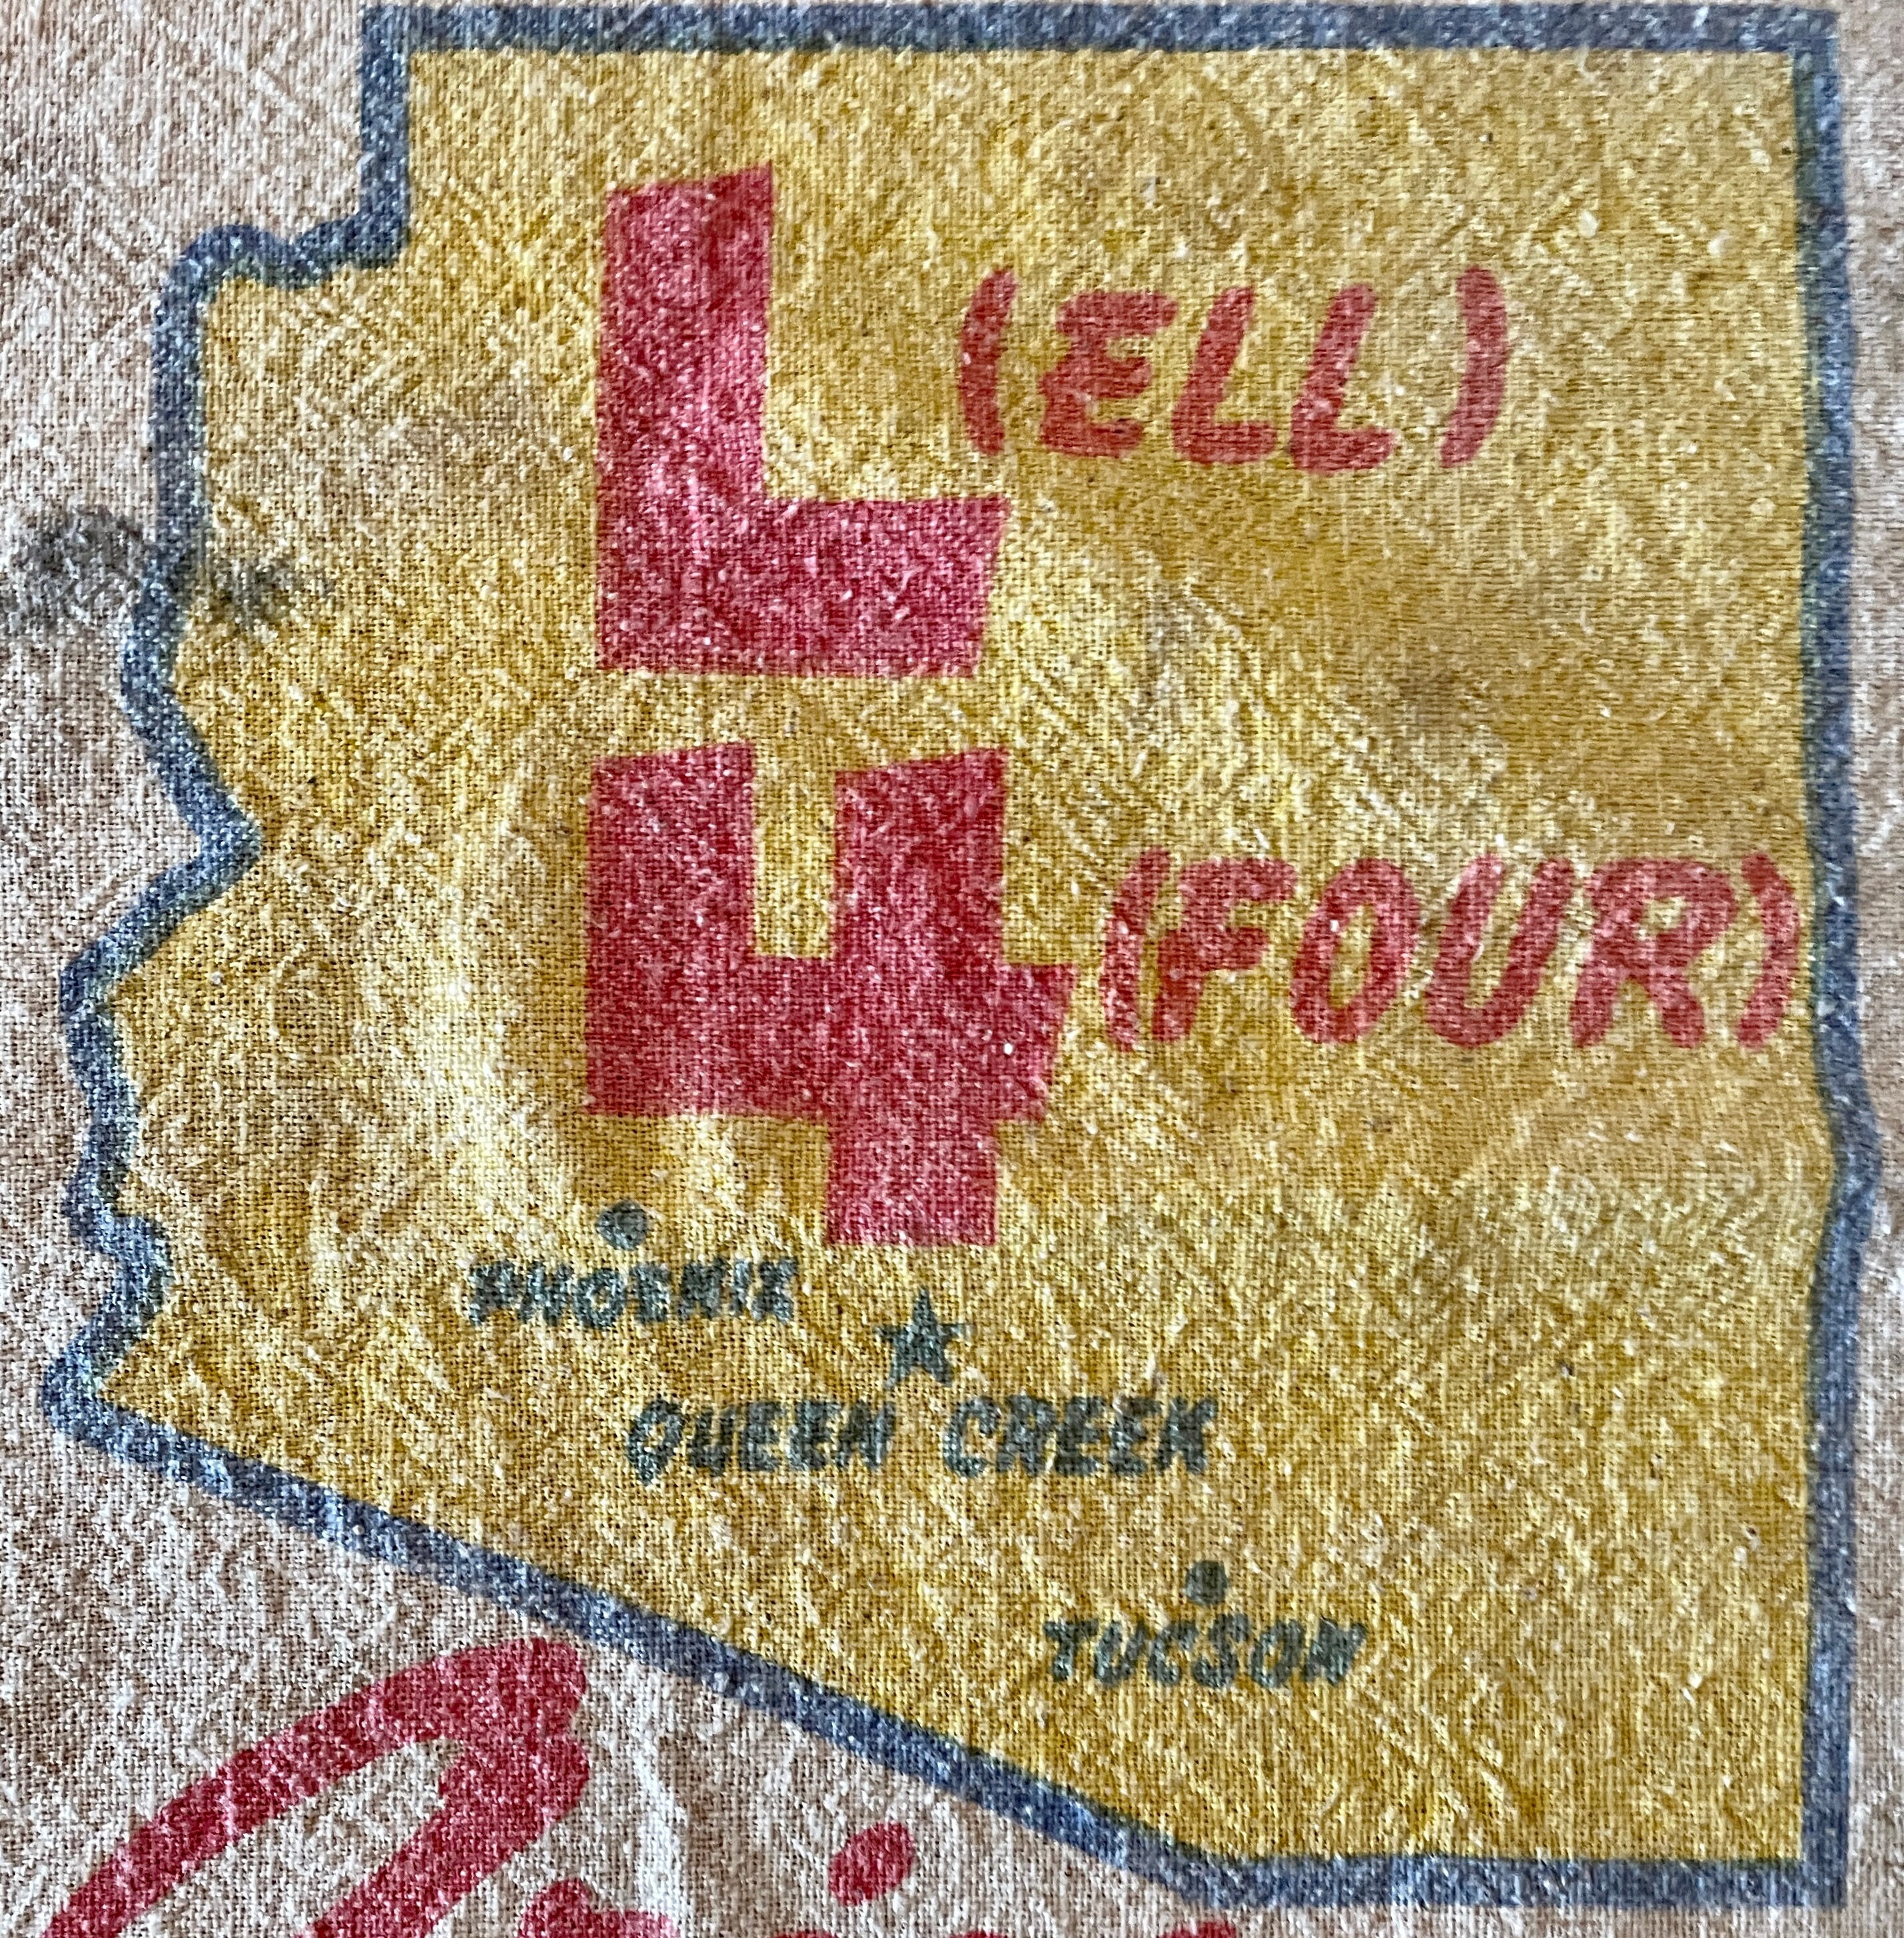 L (ELL)
4 (FOUR)
PHOENIX
QUEEN CREEK
TUCSON